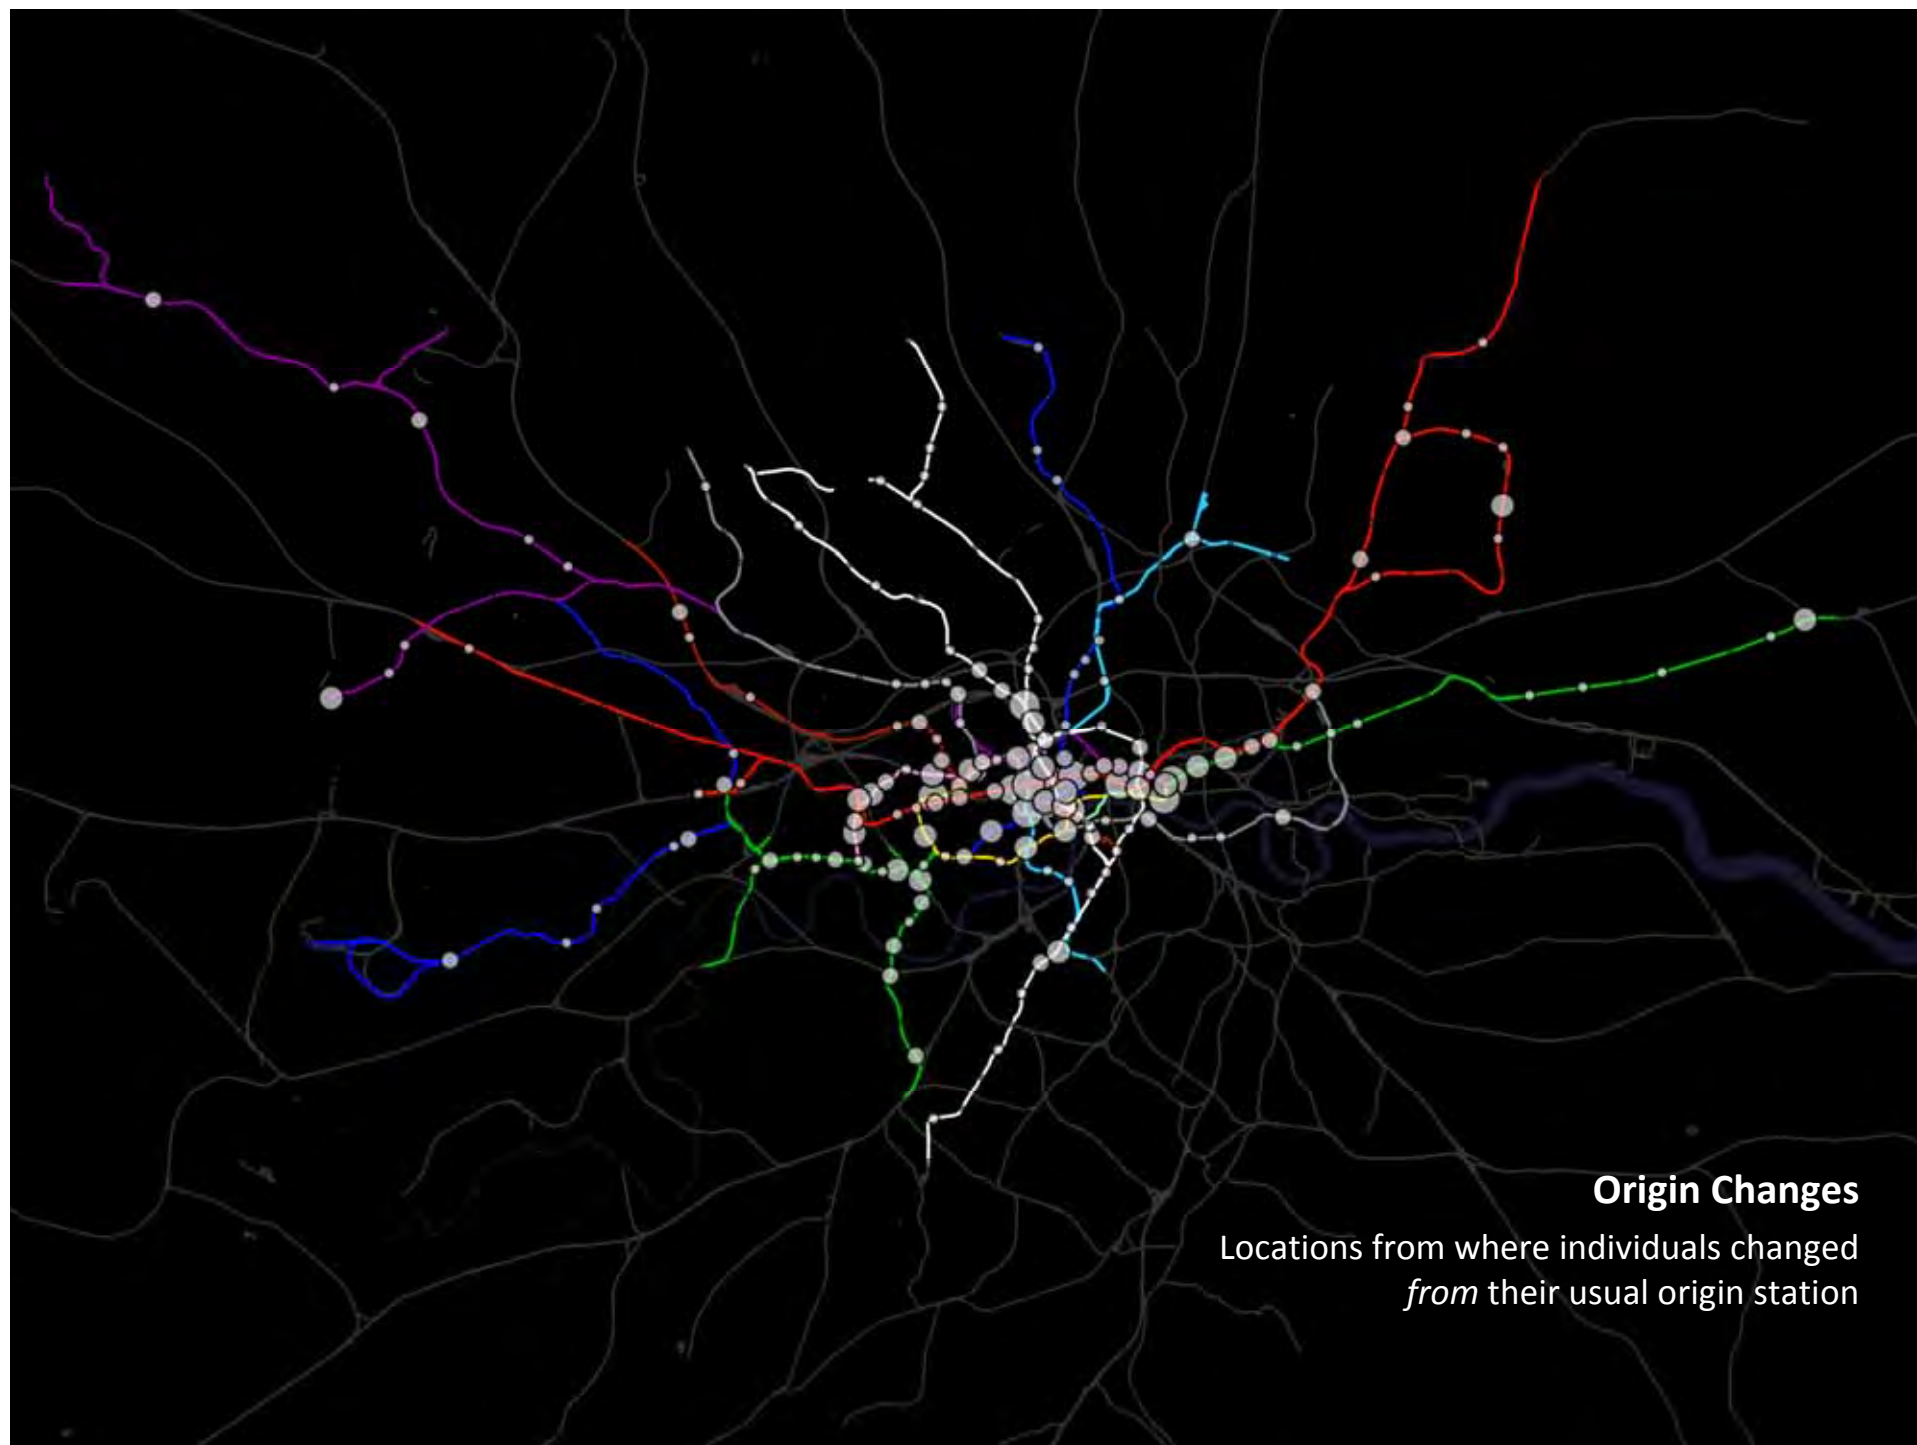 Origin Changes
Locations from where individuals changed
from their usual origin station